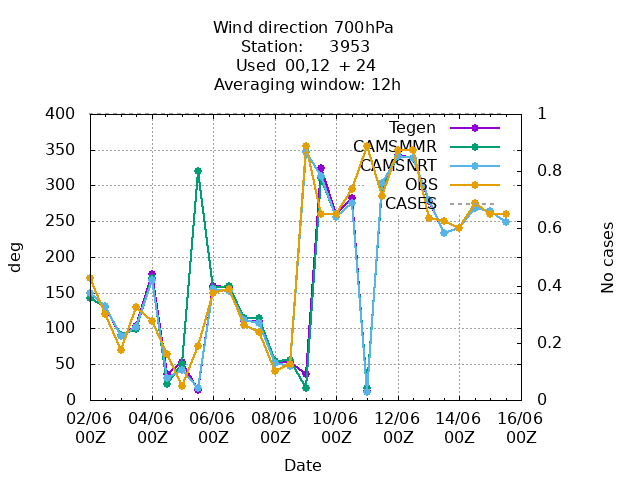 Wind direction 700hPa
Station: 3953
Used 00,12 + 24
Averaging window: 12h
400 1
Tegen
350
CAMSMMR
CAMSNRT
300 0.8
OBS
CASES
250
0.6
deg
200
No cases
150 0.4
100
0.2
50
0 0
02/06 04/06 06/06 08/06 10/06 12/06 14/06 16/06
00Z 00Z 00Z 00Z 00Z 00Z 00Z 00Z
Date